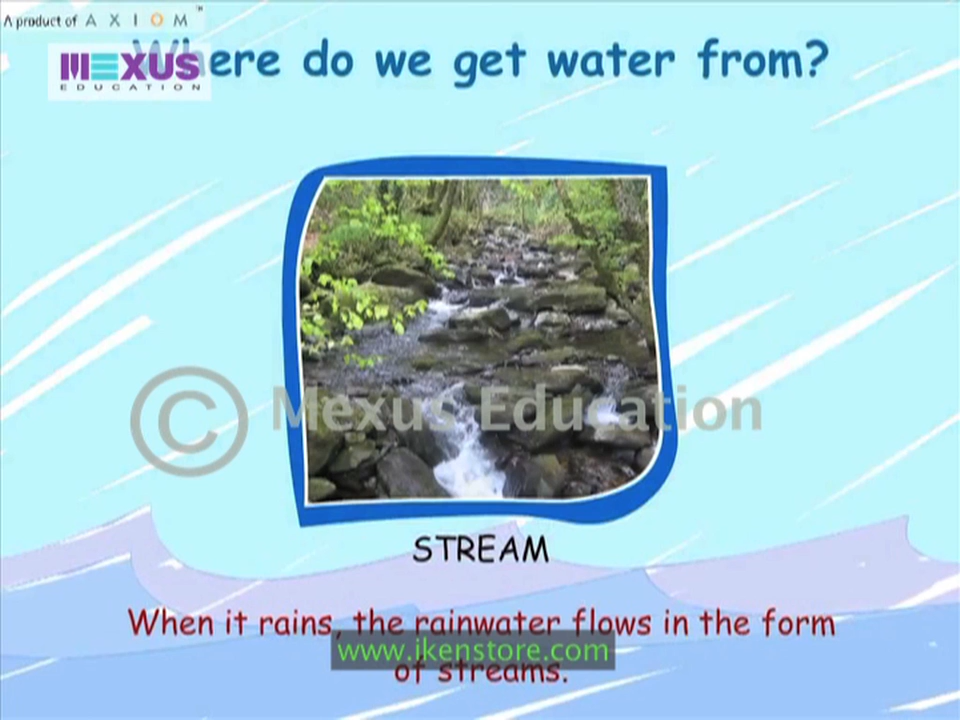 A product of AXIOM™
Where do we get water from?
MEXUS
EDUCATION
© Mexus Education
STREAM
When it rains, the rainwater flows in the form
www.ikenstore.com
of streams.